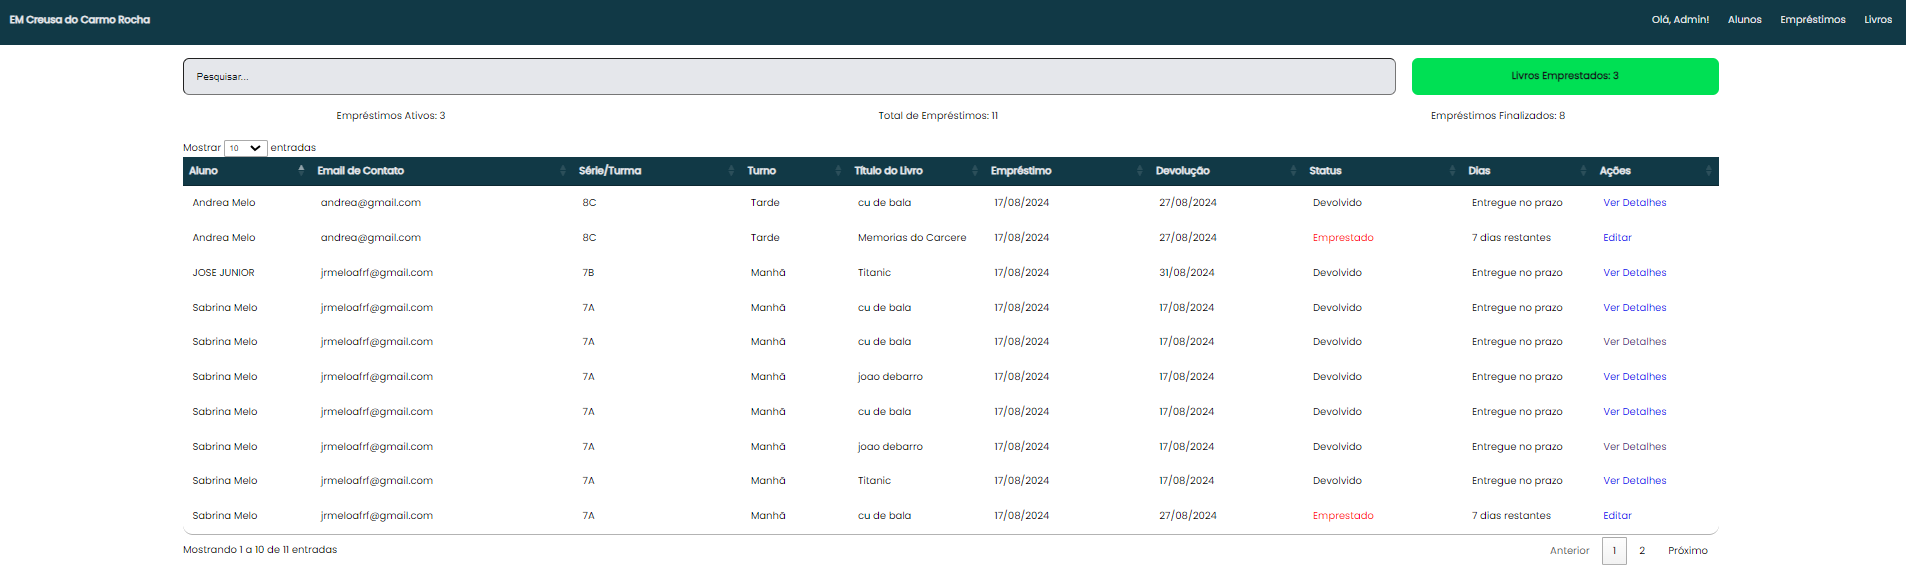 EM Creusa do Carmo Rocha Olá, Admin! Alunos Empréstimos Livros
Pesquisar... Livros Emprestados: 3
Empréstimos Ativos: 3 Total de Empréstimos: 11 Empréstimos Finalizados: 8
Mostrar 10 entradas
Aluno Email de Contato Série/Turma Turno Título do Livro Empréstimo Devolução Status Dias Ações
Andrea Melo andrea@gmail.com 8C Tarde cu de bala 17/08/2024 27/08/2024 Devolvido Entregue no prazo Ver Detalhes
Andrea Melo andrea@gmail.com 8C Tarde Memorias do Carcere 17/08/2024 27/08/2024 Emprestado 7 dias restantes Editar
JOSE JUNIOR jrmeloafrf@gmail.com 7B Manhã Titanic 17/08/2024 31/08/2024 Devolvido Entregue no prazo Ver Detalhes
Sabrina Melo jrmeloafrf@gmail.com 7A Manhã cu de bala 17/08/2024 17/08/2024 Devolvido Entregue no prazo Ver Detalhes
Sabrina Melo jrmeloafrf@gmail.com 7A Manhã cu de bala 17/08/2024 17/08/2024 Devolvido Entregue no prazo Ver Detalhes
Sabrina Melo jrmeloafrf@gmail.com 7A Manhã joao debarro 17/08/2024 17/08/2024 Devolvido Entregue no prazo Ver Detalhes
Sabrina Melo jrmeloafrf@gmail.com 7A Manhã cu de bala 17/08/2024 17/08/2024 Devolvido Entregue no prazo Ver Detalhes
Sabrina Melo jrmeloafrf@gmail.com 7A Manhã joao debarro 17/08/2024 17/08/2024 Devolvido Entregue no prazo Ver Detalhes
Sabrina Melo jrmeloafrf@gmail.com 7A Manhã Titanic 17/08/2024 17/08/2024 Devolvido Entregue no prazo Ver Detalhes
Sabrina Melo jrmeloafrf@gmail.com 7A Manhã cu de bala 17/08/2024 27/08/2024 Emprestado 7 dias restantes Editar
Mostrando 1 a 10 de 11 entradas Anterior 1 2 Próximo